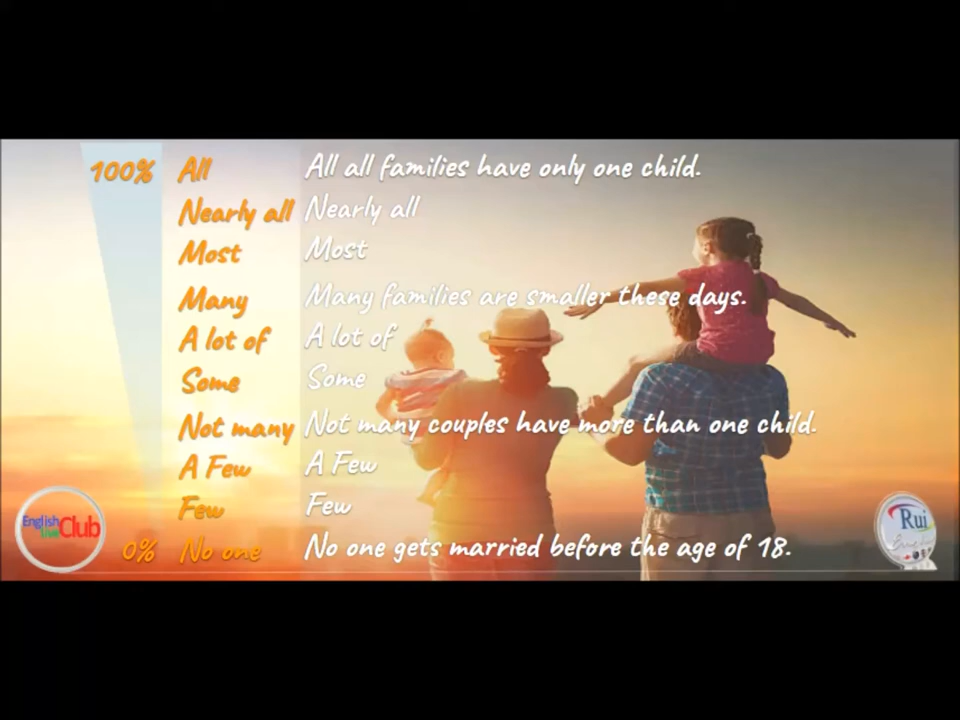 100% All All all families have only one child.
Nearly all Nearly all
Most Most
Many Many families are smaller these days.
A lot of A lot of
Some Some
Not many Not many couples have more than one child.
A Few A Few
Few Few
0% No one No one gets married before the age of 18.
English
live Club
Rui